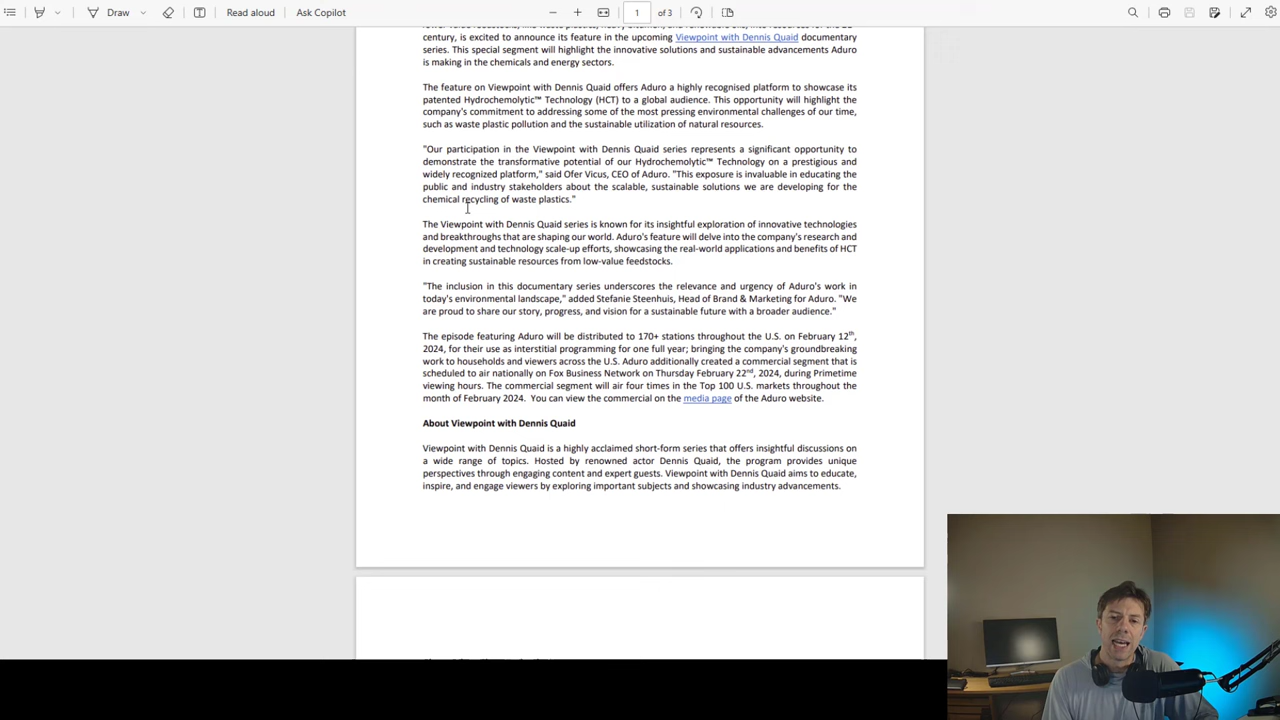 Draw
Read aloud
Ask Copilot
1
of 3
century, is excited to announce its feature in the upcoming Viewpoint with Dennis Quaid documentary
series. This special segment will highlight the innovative solutions and sustainable advancements Aduro
is making in the chemicals and energy sectors.
The feature on Viewpoint with Dennis Quaid offers Aduro a highly recognised platform to showcase its
patented Hydrochemolytic™ Technology (HCT) to a global audience. This opportunity will highlight the
company's commitment to addressing some of the most pressing environmental challenges of our time,
such as waste plastic pollution and the sustainable utilization of natural resources.
"Our participation in the Viewpoint with Dennis Quaid series represents a significant opportunity to
demonstrate the transformative potential of our Hydrochemolytic™ Technology on a prestigious and
widely recognized platform," said Ofer Vicus, CEO of Aduro. "This exposure is invaluable in educating the
public and industry stakeholders about the scalable, sustainable solutions we are developing for the
chemical recycling of waste plastics."
The Viewpoint with Dennis Quaid series is known for its insightful exploration of innovative technologies
and breakthroughs that are shaping our world. Aduro's feature will delve into the company's research and
development and technology scale-up efforts, showcasing the real-world applications and benefits of HCT
in creating sustainable resources from low-value feedstocks.
"The inclusion in this documentary series underscores the relevance and urgency of Aduro's work in
today's environmental landscape," added Stefanie Steenhuis, Head of Brand & Marketing for Aduro. "We
are proud to share our story, progress, and vision for a sustainable future with a broader audience."
The episode featuring Aduro will be distributed to 170+ stations throughout the U.S. on February 12th,
2024, for their use as interstitial programming for one full year; bringing the company's groundbreaking
work to households and viewers across the U.S. Aduro additionally created a commercial segment that is
scheduled to air nationally on Fox Business Network on Thursday February 22nd, 2024, during Primetime
viewing hours. The commercial segment will air four times in the Top 100 U.S. markets throughout the
month of February 2024. You can view the commercial on the media page of the Aduro website.
About Viewpoint with Dennis Quaid
Viewpoint with Dennis Quaid is a highly acclaimed short-form series that offers insightful discussions on
a wide range of topics. Hosted by renowned actor Dennis Quaid, the program provides unique
perspectives through engaging content and expert guests. Viewpoint with Dennis Quaid aims to educate,
inspire, and engage viewers by exploring important subjects and showcasing industry advancements.